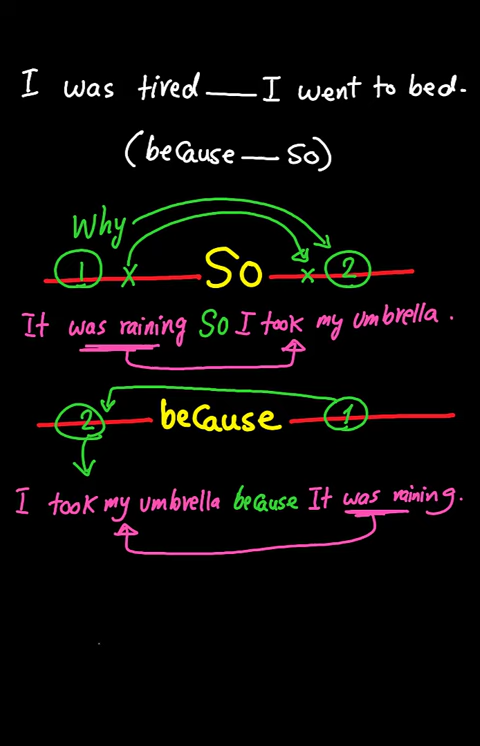 I was tired ___ I went to bed.
(because — So)
Why
1 x So x 2
It was raining So I took my umbrella.
2 because 1
I took my umbrella because It was raining.